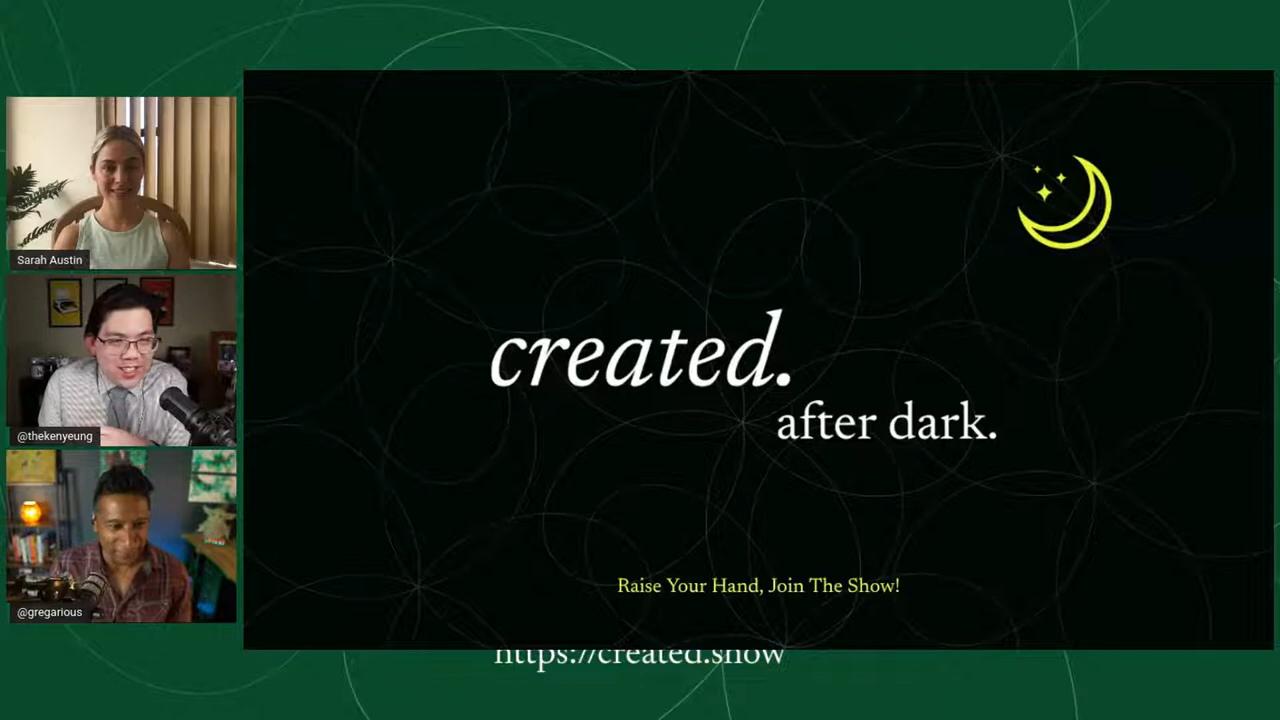 Sarah Austin
@thekenyeung
@gregarious
created.
after dark.
Raise Your Hand, Join The Show!
https://created.show